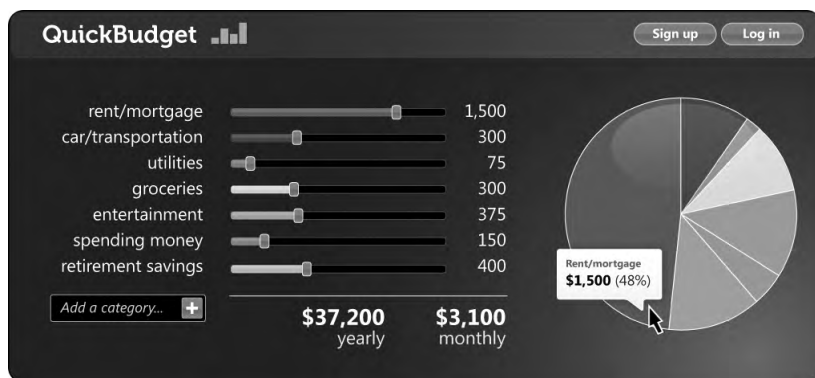 QuickBudget
Sign up
Log in
rent/mortgage 1,500
car/transportation 300
utilities 75
groceries 300
entertainment 375
spending money 150
retirement savings 400
Add a category... +
$37,200 $3,100
yearly monthly
Rent/mortgage
$1,500 (48%)